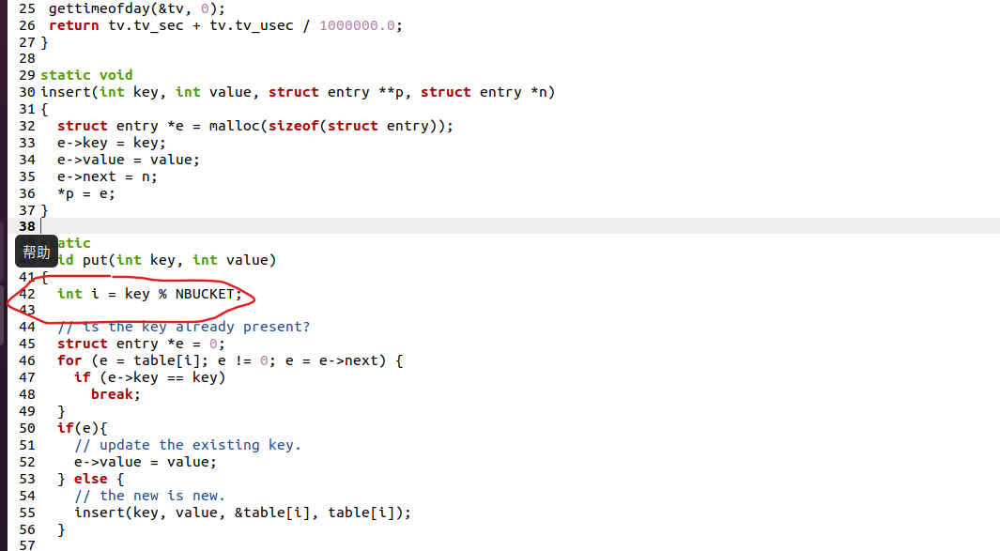 25 gettimeofday(&tv, 0);
26 return tv.tv_sec + tv.tv_usec / 1000000.0;
27 }
28
29 static void
30 insert(int key, int value, struct entry **p, struct entry *n)
31 {
32 struct entry *e = malloc(sizeof(struct entry));
33 e->key = key;
34 e->value = value;
35 e->next = n;
36 *p = e;
37 }
38
atic
帮助
id put(int key, int value)
41 {
42 int i = key % NBUCKET;
43
44 // is the key already present?
45 struct entry *e = 0;
46 for (e = table[i]; e != 0; e = e->next) {
47 if (e->key == key)
48 break;
49 }
50 if(e){
51 // update the existing key.
52 e->value = value;
53 } else {
54 // the new is new.
55 insert(key, value, &table[i], table[i]);
56 }
57